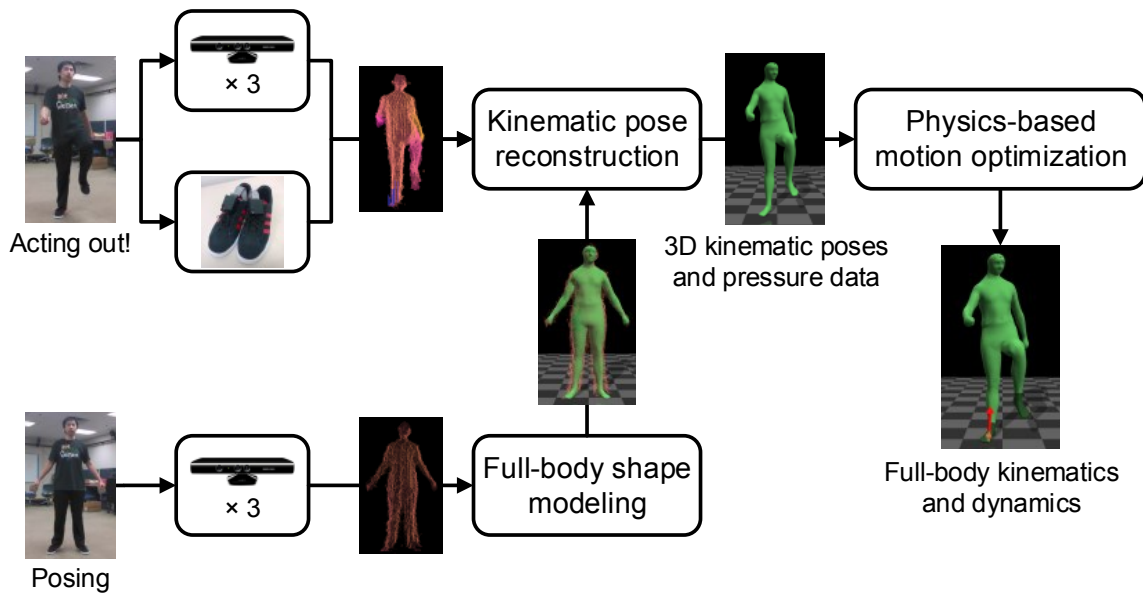 × 3
Acting out!
Kinematic pose
reconstruction
3D kinematic poses
and pressure data
Physics-based
motion optimization
Full-body kinematics
and dynamics
Posing
× 3
Full-body shape
modeling